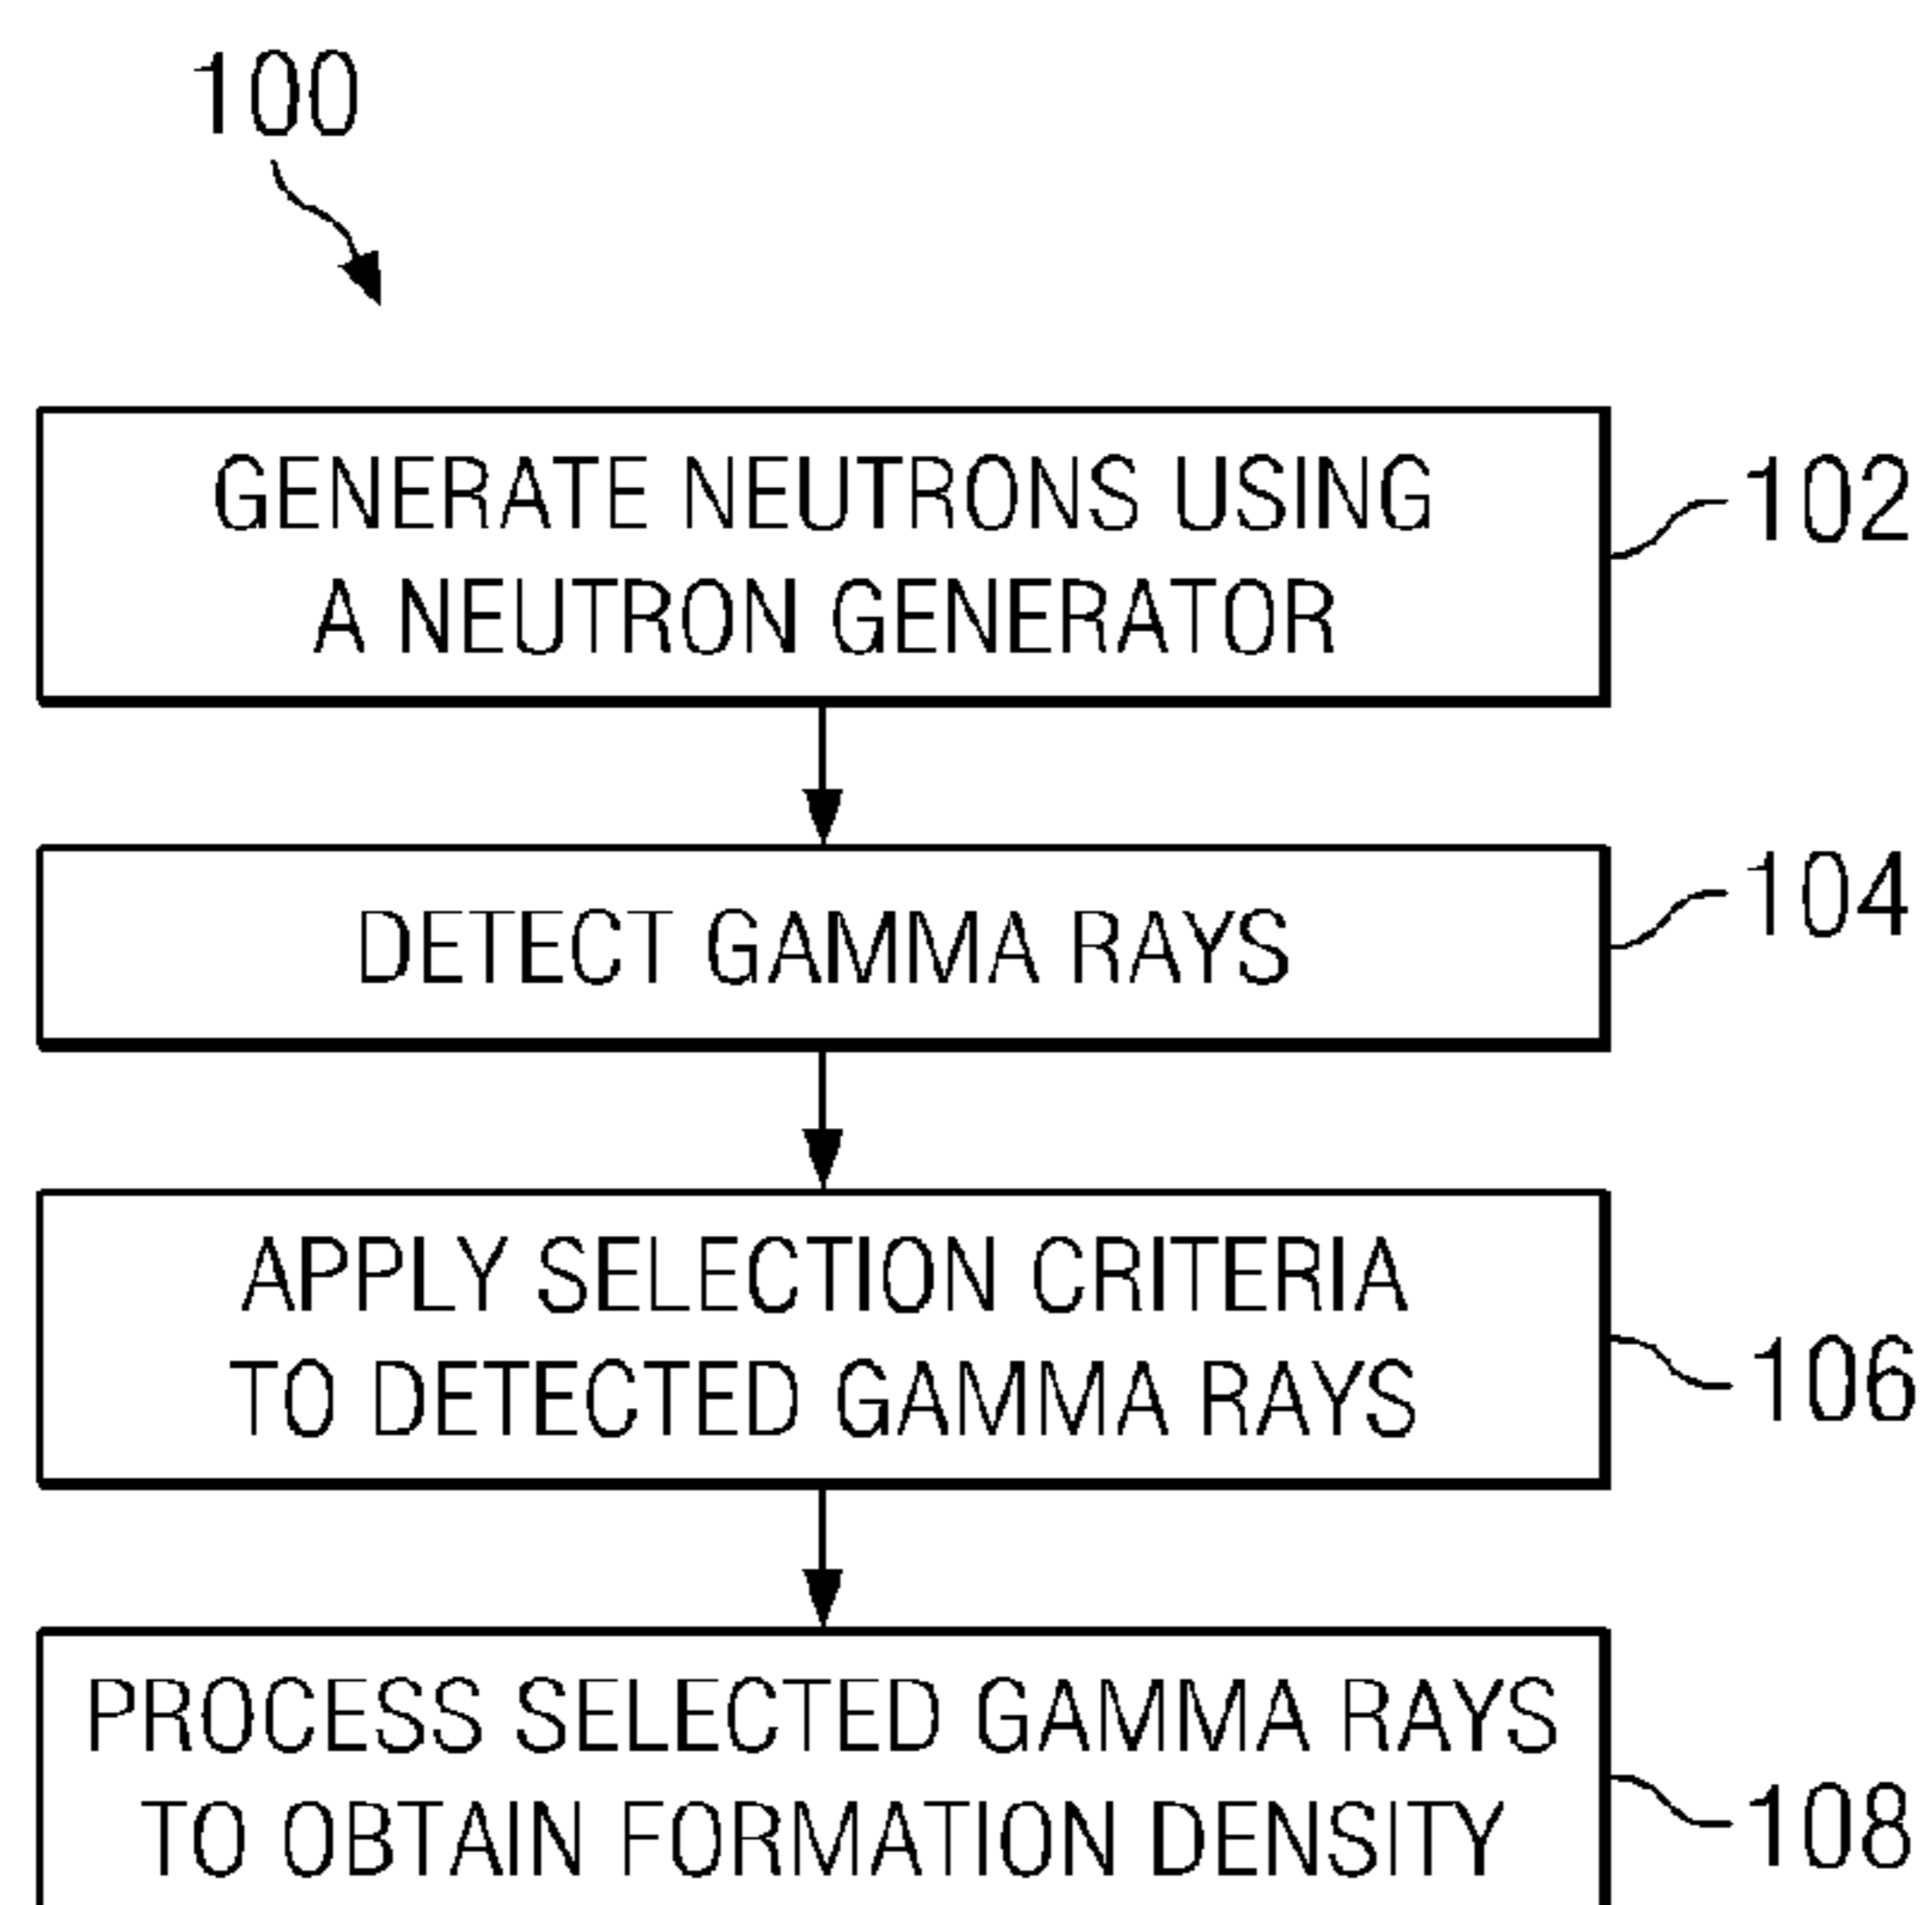 100
GENERATE NEUTRONS USING
A NEUTRON GENERATOR
102
DETECT GAMMA RAYS
104
APPLY SELECTION CRITERIA
TO DETECTED GAMMA RAYS
106
PROCESS SELECTED GAMMA RAYS
TO OBTAIN FORMATION DENSITY
108